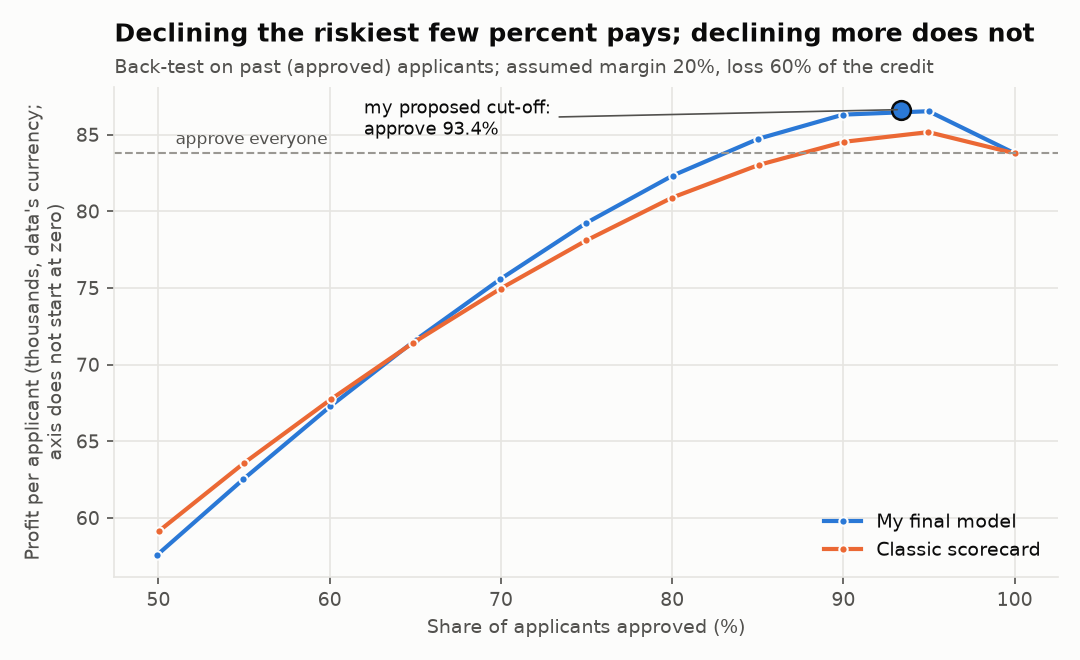 Declining the riskiest few percent pays; declining more does not
Back-test on past (approved) applicants; assumed margin 20%, loss 60% of the credit
my proposed cut-off:
approve 93.4%
approve everyone
Profit per applicant (thousands, data's currency;
axis does not start at zero)
85
80
75
70
65
60
My final model
Classic scorecard
50 60 70 80 90 100
Share of applicants approved (%)